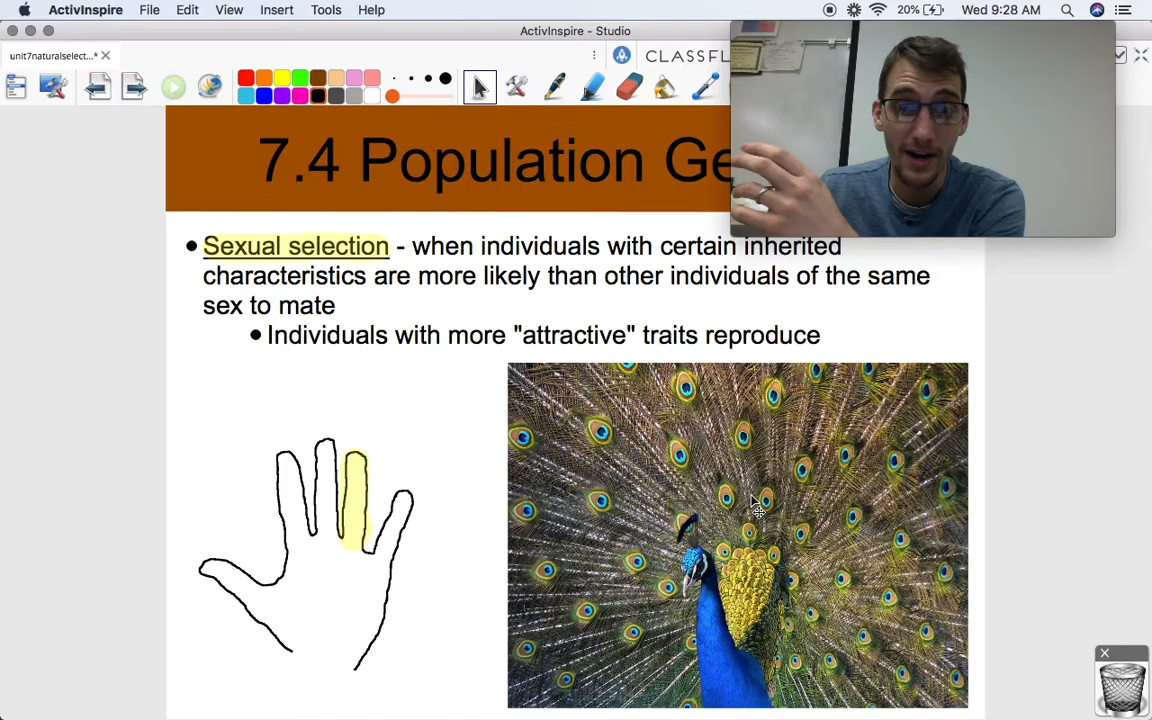 ActivInspire File Edit View Insert Tools Help 20% Wed 9:28 AM
ActivInspire - Studio
unit7naturalselect...*
CLASSFL
7.4 Population Ge
Sexual selection - when individuals with certain inherited
characteristics are more likely than other individuals of the same
sex to mate
Individuals with more "attractive" traits reproduce